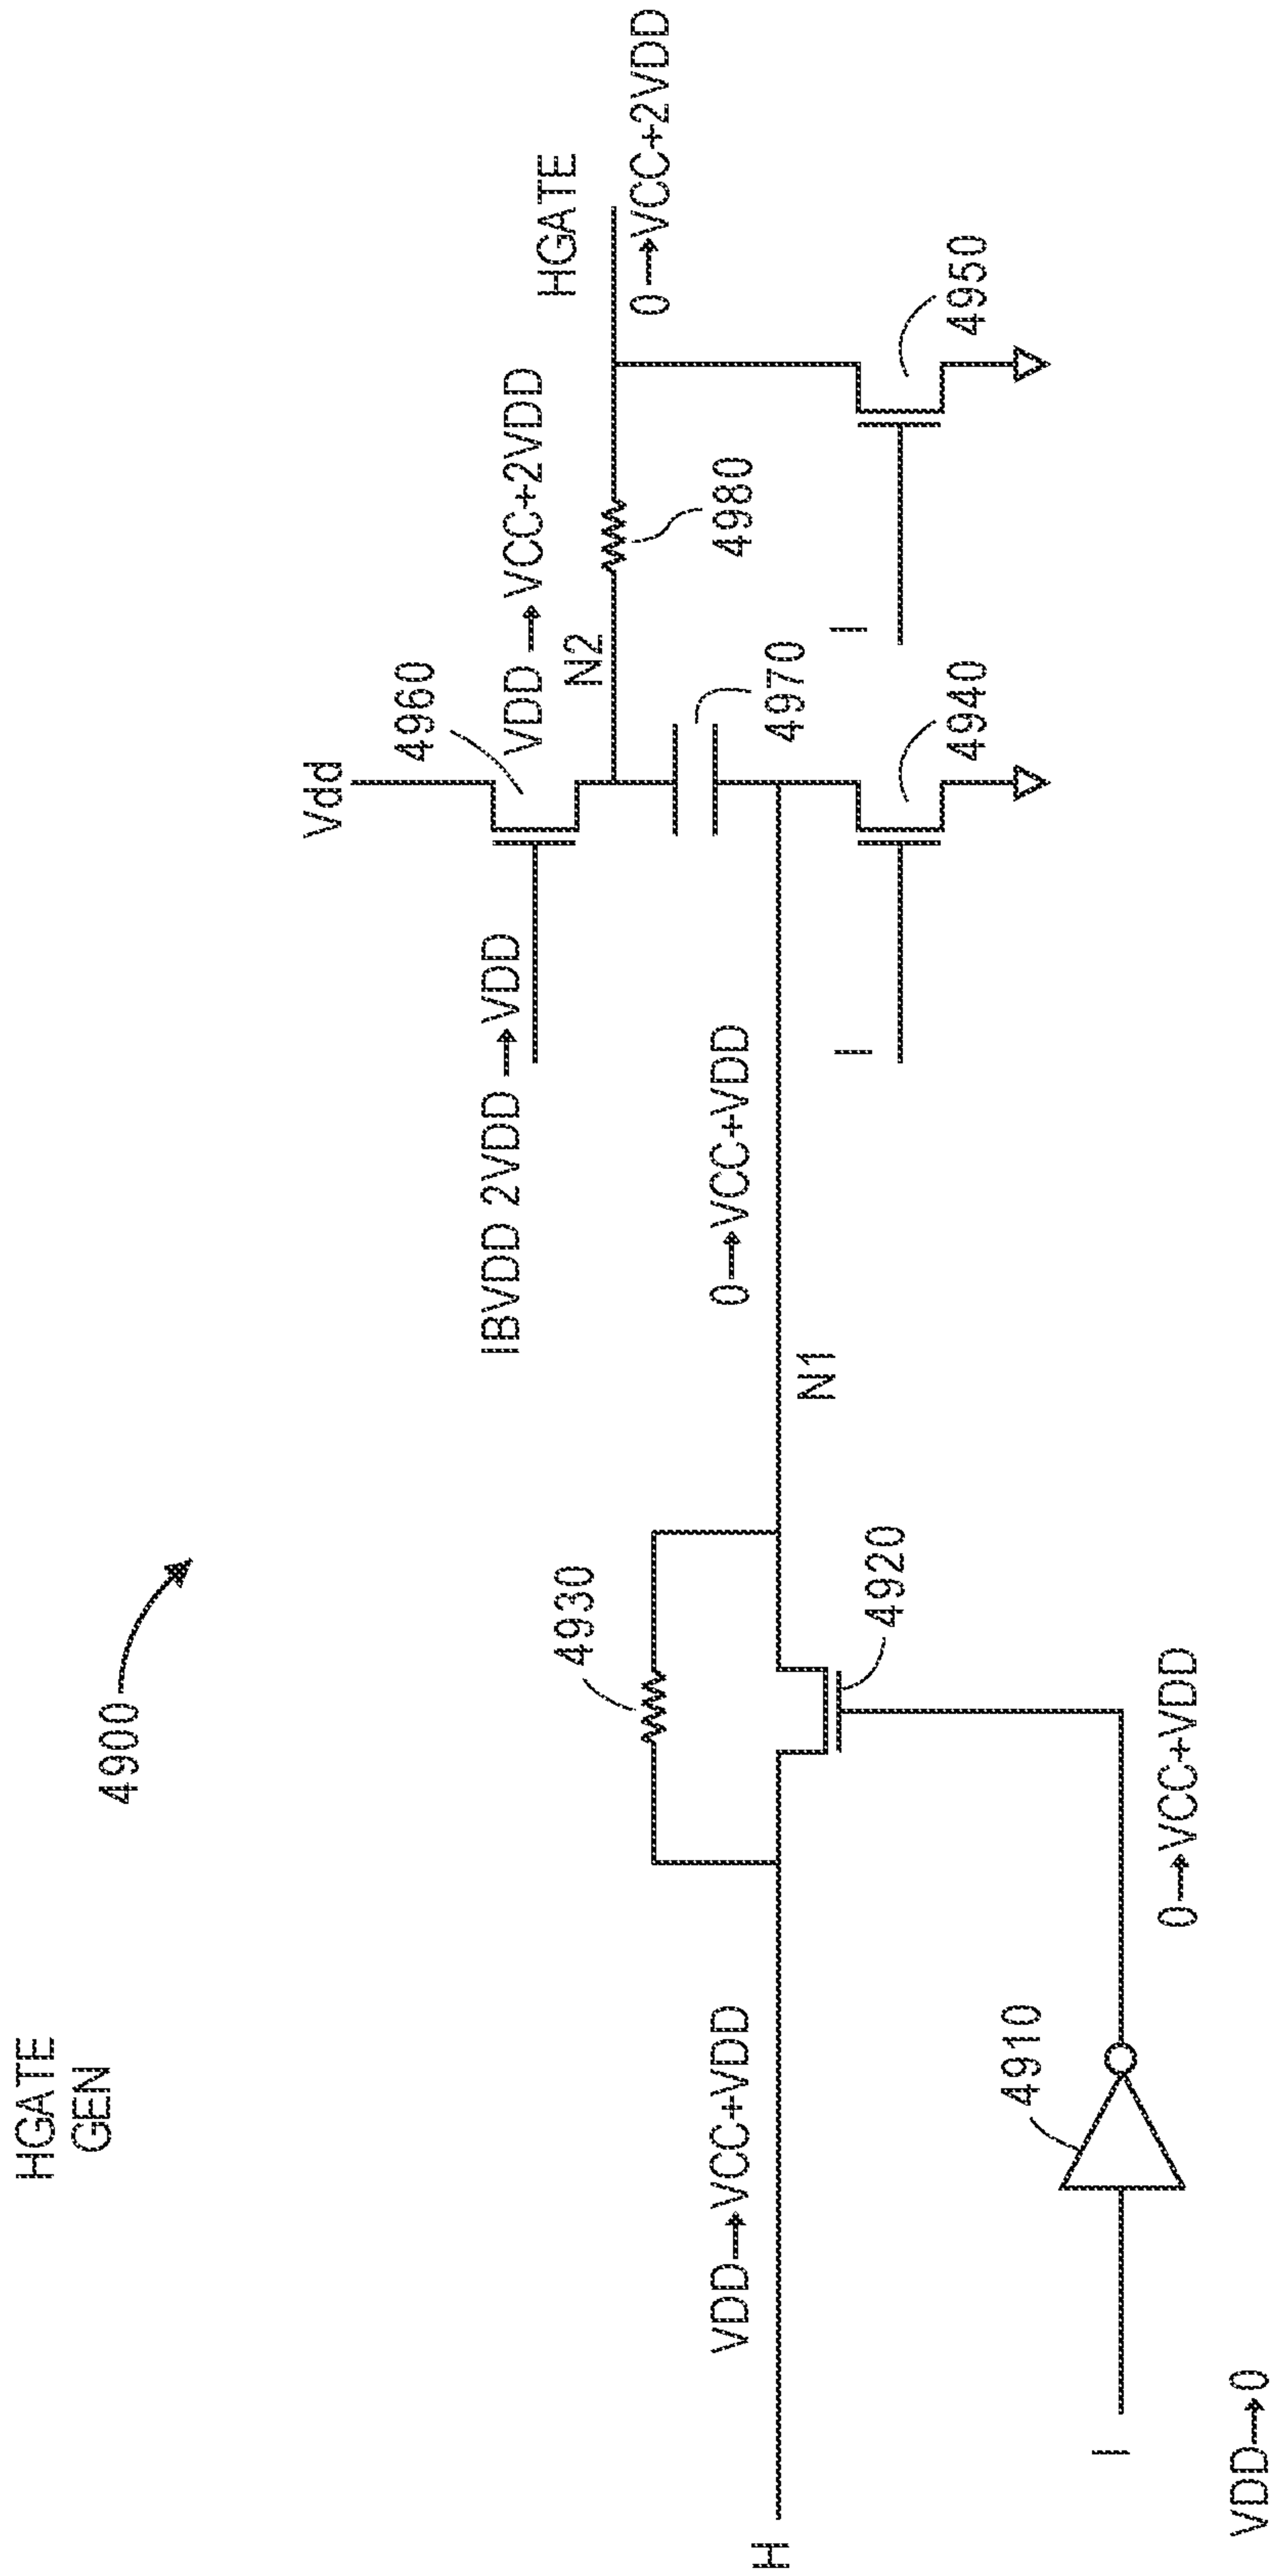 HGATE
GEN
4900
Vdd
4960
VDD→VCC+2VDD
N2
HGATE
0→VCC+2VDD
IBVDD 2VDD→VDD
4980
4970
4930
0→VCC+VDD
N1
I
4940
I
4950
H
VDD→VCC+VDD
4920
4910
I
VDD→0
0→VCC+VDD